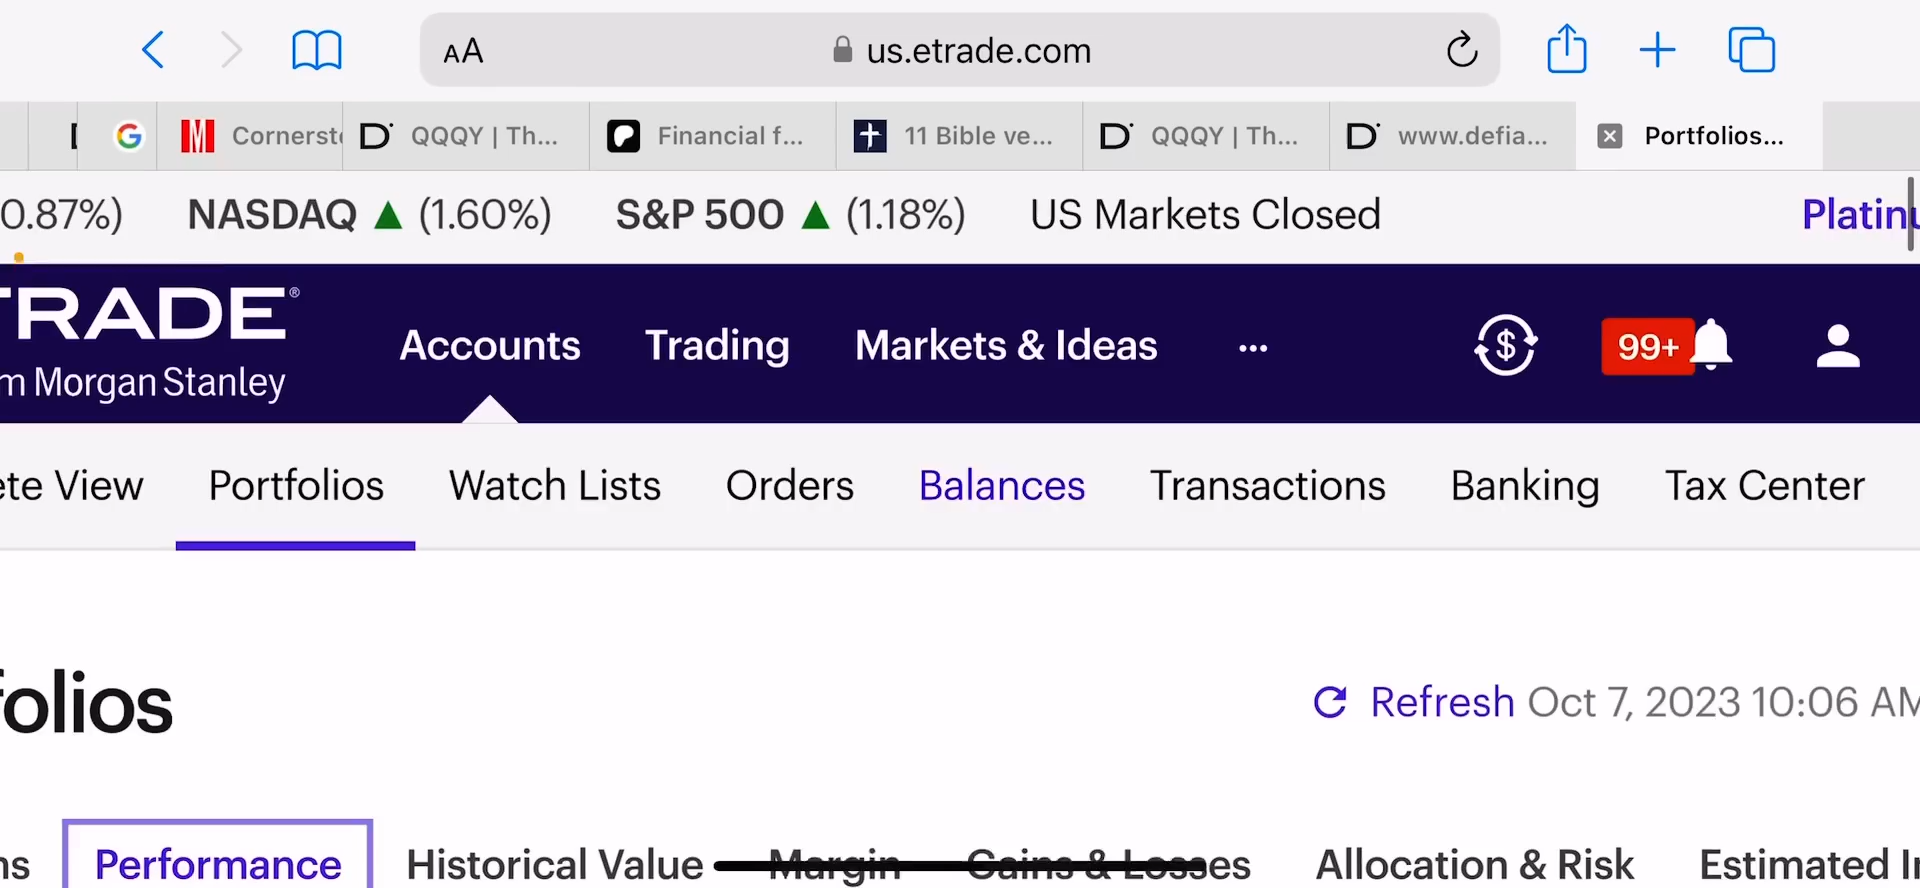 AA us.etrade.com
Cornerst QQQY | Th... Financial f... 11 Bible ve... QQQY | Th... www.defia... Portfolios...
0.87%) NASDAQ ▲ (1.60%) S&P 500 ▲ (1.18%) US Markets Closed Platin
TRADE®
m Morgan Stanley
Accounts Trading Markets & Ideas ... 99+
ete View Portfolios Watch Lists Orders Balances Transactions Banking Tax Center
folios
Refresh Oct 7, 2023 10:06 AM
ns Performance Historical Value Margin Gains & Losses Allocation & Risk Estimated In